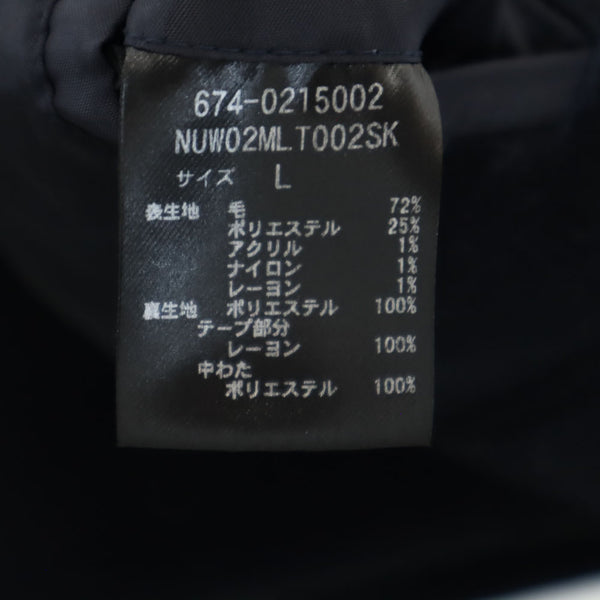 674-0215002
NUW02ML.T002SK
サイズ L
表生地 毛 72%
ポリエステル 25%
アクリル 1%
ナイロン 1%
レーヨン 1%
裏生地 ポリエステル 100%
テープ部分
レーヨン 100%
中わた
ポリエステル 100%